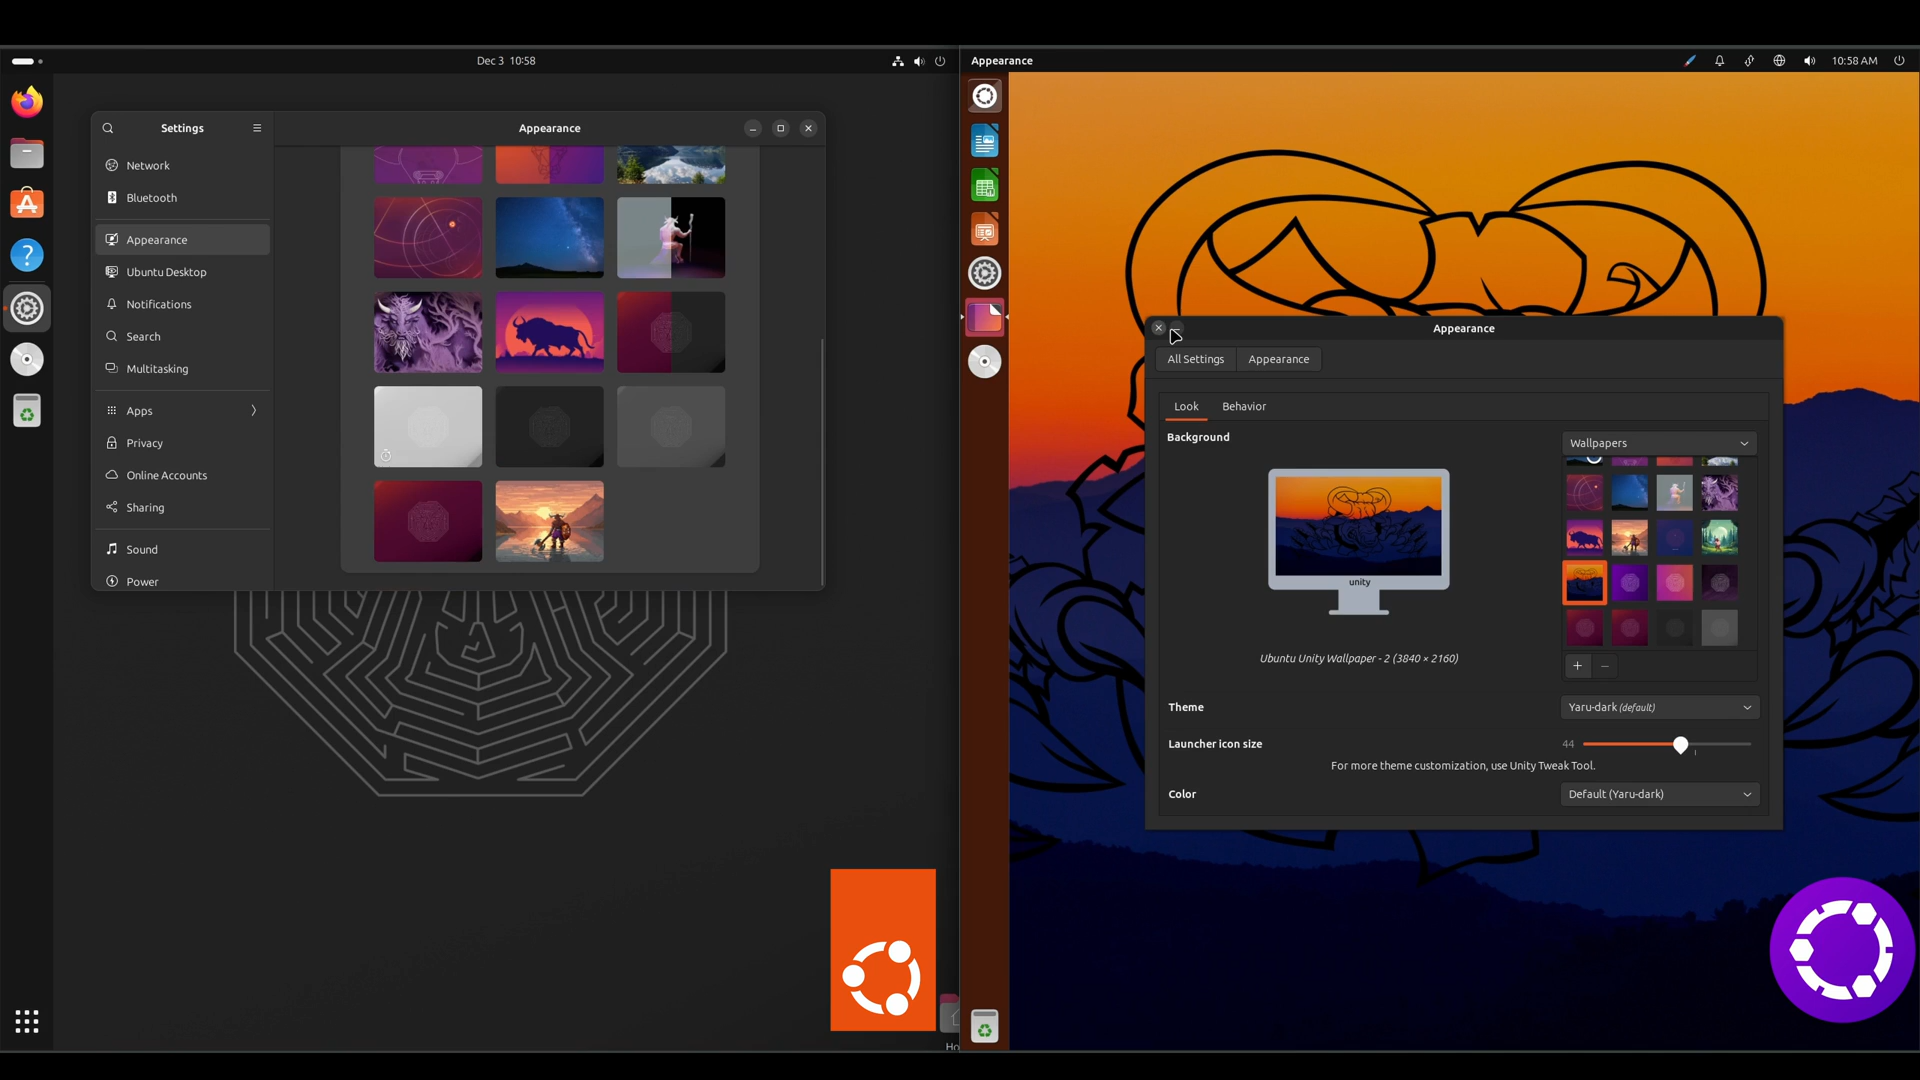 Dec 3 10:58
Settings
Appearance
Network
Bluetooth
Appearance
Ubuntu Desktop
Notifications
Search
Multitasking
Apps
Privacy
Online Accounts
Sharing
Sound
Power
Ho
Appearance
10:58 AM
Appearance
All Settings
Appearance
Look
Behavior
Background
Wallpapers
unity
Ubuntu Unity Wallpaper - 2 (3840 × 2160)
Theme
Yaru-dark (default)
Launcher icon size
44
For more theme customization, use Unity Tweak Tool.
Color
Default (Yaru-dark)